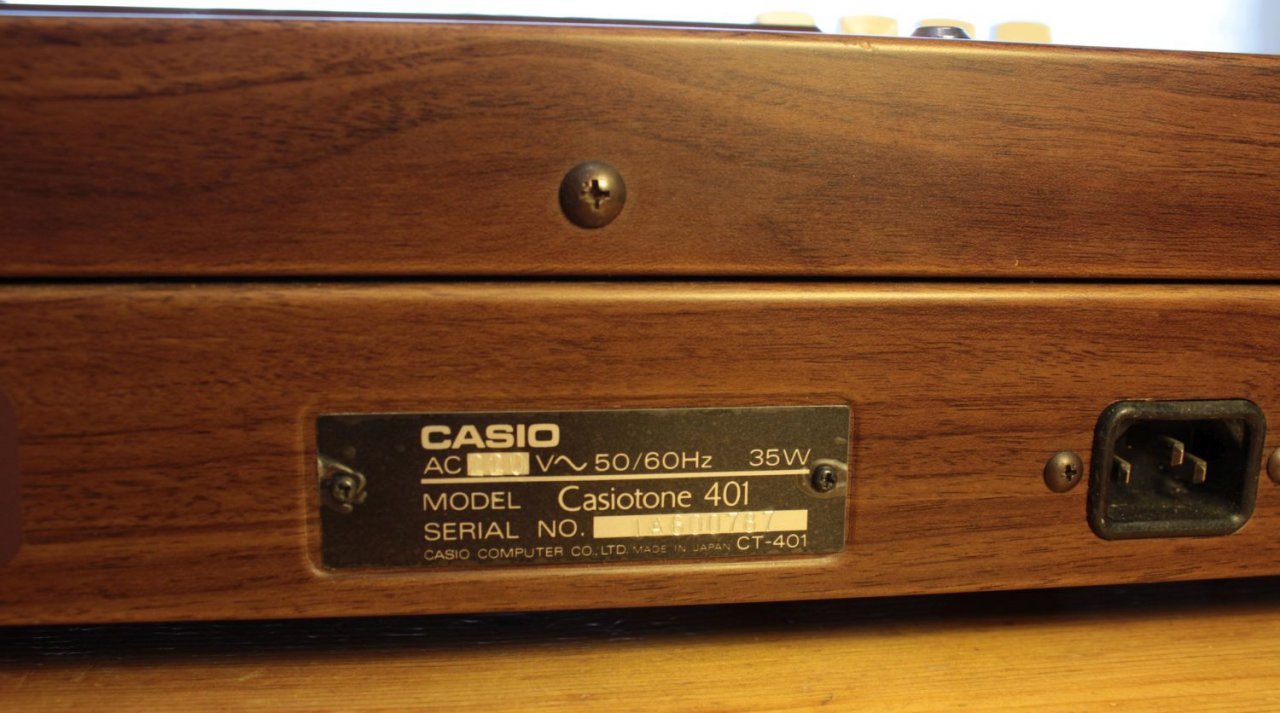 CASIO
AC V~ 50/60Hz 35W
MODEL Casiotone 401
SERIAL NO.
CASIO COMPUTER CO.,LTD. MADE IN JAPAN CT-401